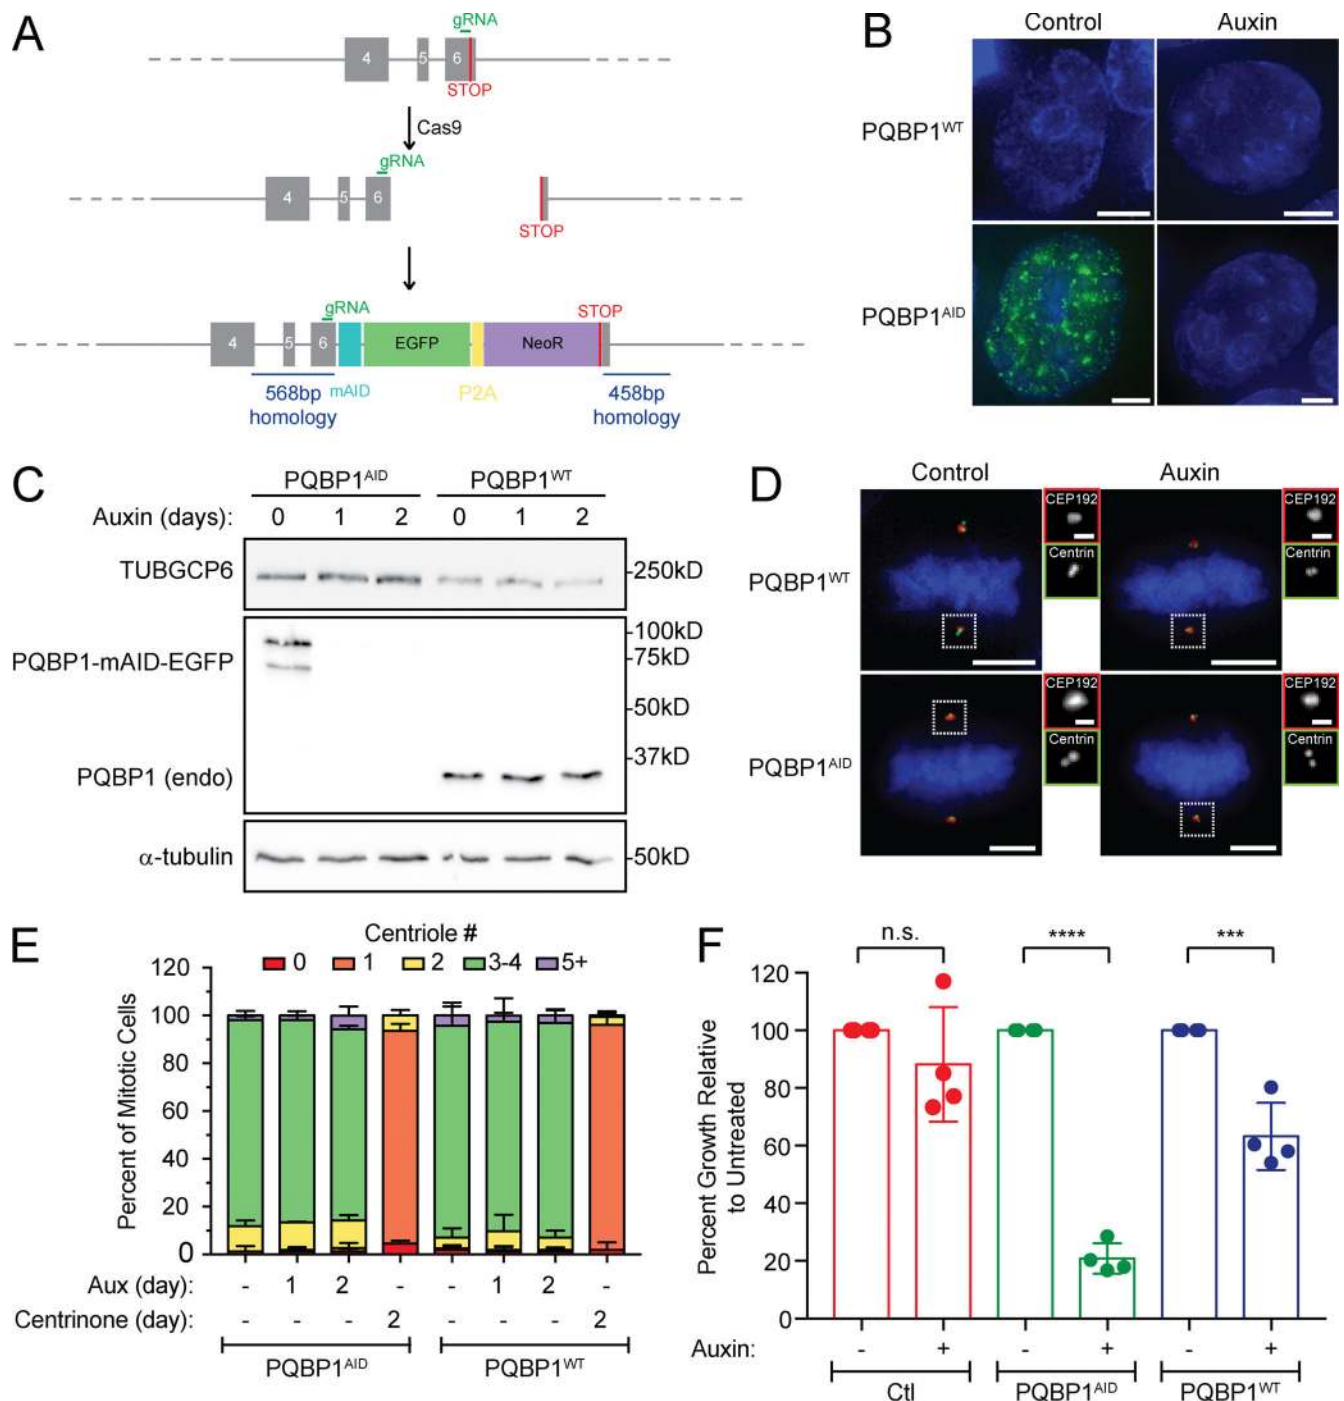 A
gRNA
4 5 6
STOP
Cas9
gRNA
4 5 6
STOP
gRNA STOP
4 5 6 EGFP NeoR
568bp homology mAID P2A 458bp homology
B
Control Auxin
PQBP1WT
PQBP1AID
C
PQBP1AID PQBP1WT
Auxin (days): 0 1 2 0 1 2
TUBGCP6 -250kD
-100kD
PQBP1-mAID-EGFP -75kD
-50kD
-37kD
PQBP1 (endo)
α-tubulin -50kD
D
Control Auxin
CEP192 CEP192
PQBP1WT Centrin Centrin
CEP192 CEP192
PQBP1AID Centrin Centrin
E
Centriole #
0 1 2 3-4 5+
Percent of Mitotic Cells
120
100
80
60
40
20
0
Aux (day): - 1 2 - - 1 2 -
Centrinone (day): - - - 2 - - - 2
PQBP1AID PQBP1WT
F
n.s. **** ***
Percent Growth Relative
to Untreated
120
100
80
60
40
20
0
Auxin: - + - + - +
Ctl PQBP1AID PQBP1WT